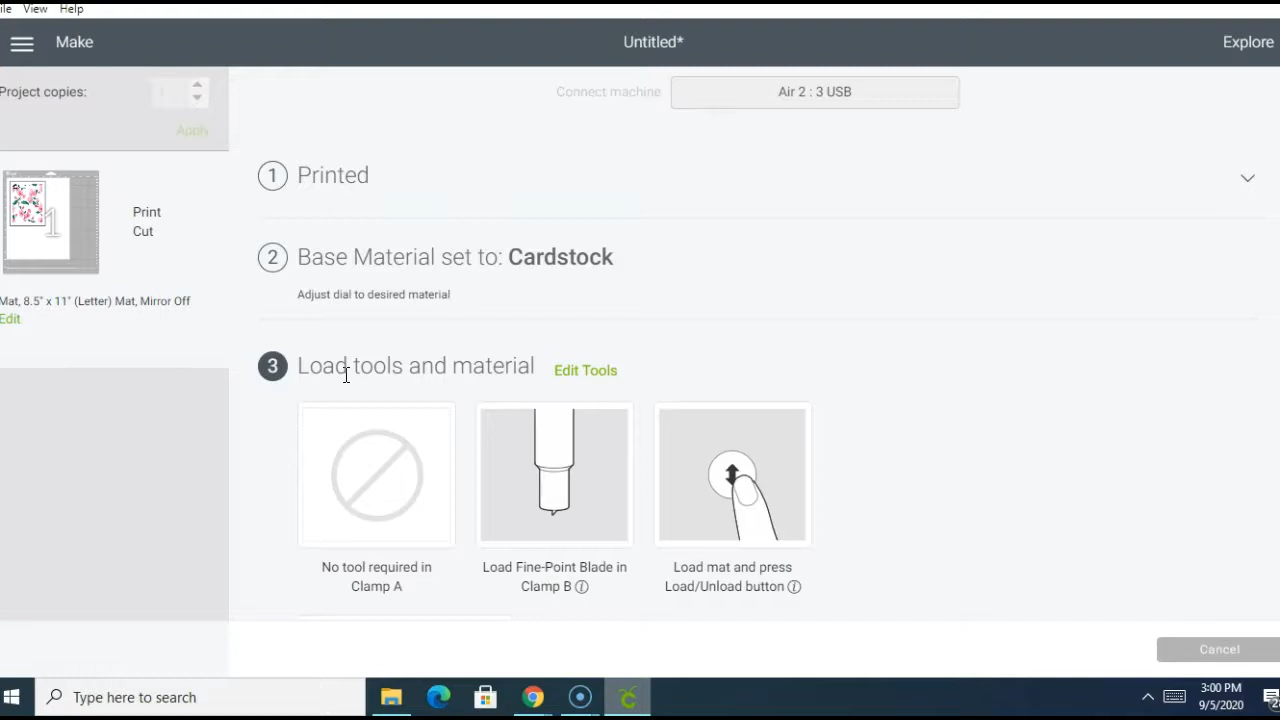 ile View Help
Make Untitled* Explore
Project copies: 1
Connect machine Air 2 : 3 USB
Apply
1 Printed
1
Print
Cut
2 Base Material set to: Cardstock
Adjust dial to desired material
Mat, 8.5" x 11" (Letter) Mat, Mirror Off
Edit
3 Load tools and material Edit Tools
No tool required in
Clamp A
Load Fine-Point Blade in
Clamp B i
Load mat and press
Load/Unload button i
Cancel
Type here to search
3:00 PM
9/5/2020